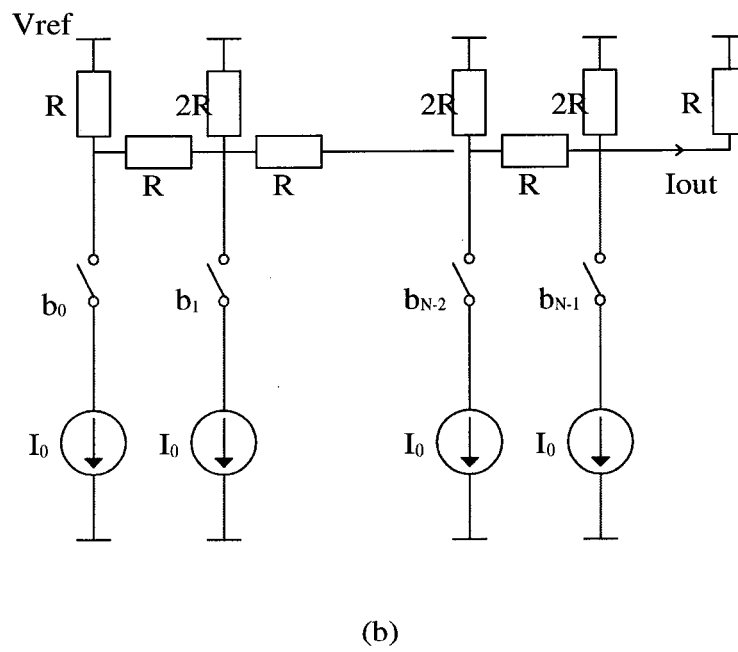 Vref
R 2R 2R 2R R
R R R Iout
b₀ b₁ bN-2 bN-1
I₀ I₀ I₀ I₀
(b)